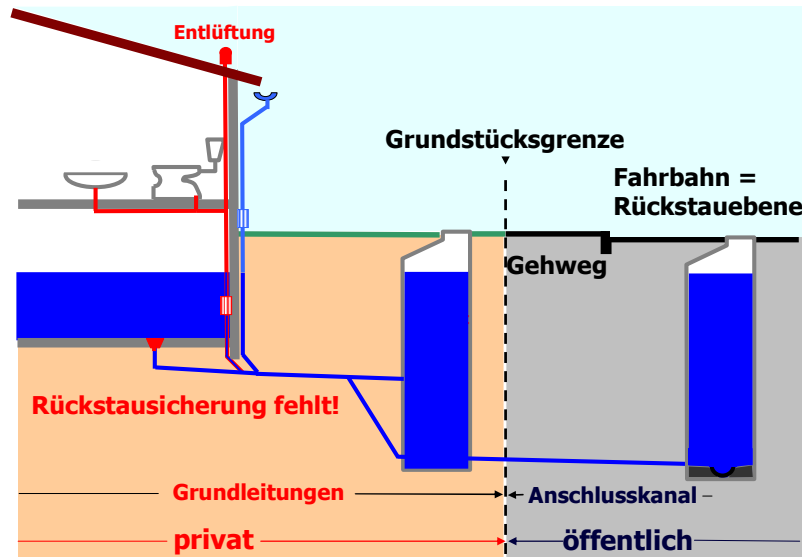 Entlüftung
Grundstücksgrenze
Fahrbahn =
Rückstauebene
Gehweg
Rückstausicherung fehlt!
Grundleitungen
Anschlusskanal
privat
öffentlich